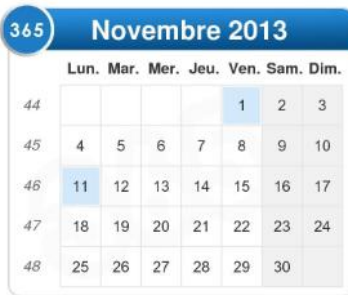 365 Novembre 2013
Lun. Mar. Mer. Jeu. Ven. Sam. Dim.
44 1 2 3
45 4 5 6 7 8 9 10
46 11 12 13 14 15 16 17
47 18 19 20 21 22 23 24
48 25 26 27 28 29 30